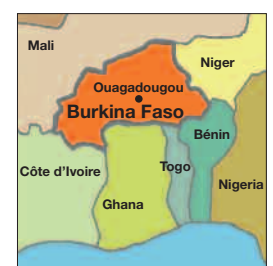 Mali
Niger
Ouagadougou
Burkina Faso
Bénin
Côte d'Ivoire
Togo
Nigeria
Ghana